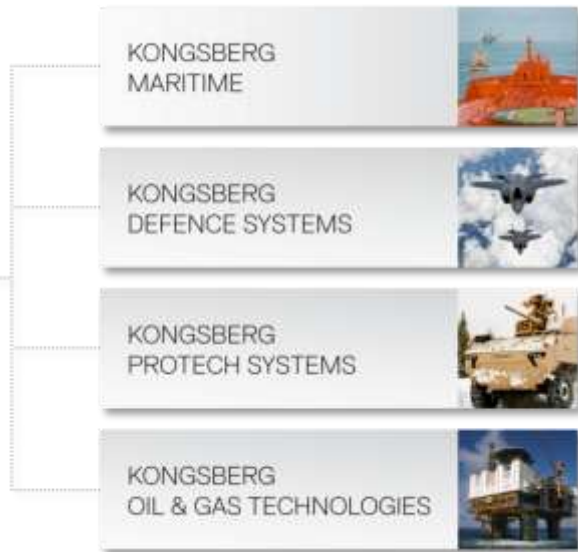 KONGSBERG
MARITIME
KONGSBERG
DEFENCE SYSTEMS
KONGSBERG
PROTECH SYSTEMS
KONGSBERG
OIL & GAS TECHNOLOGIES